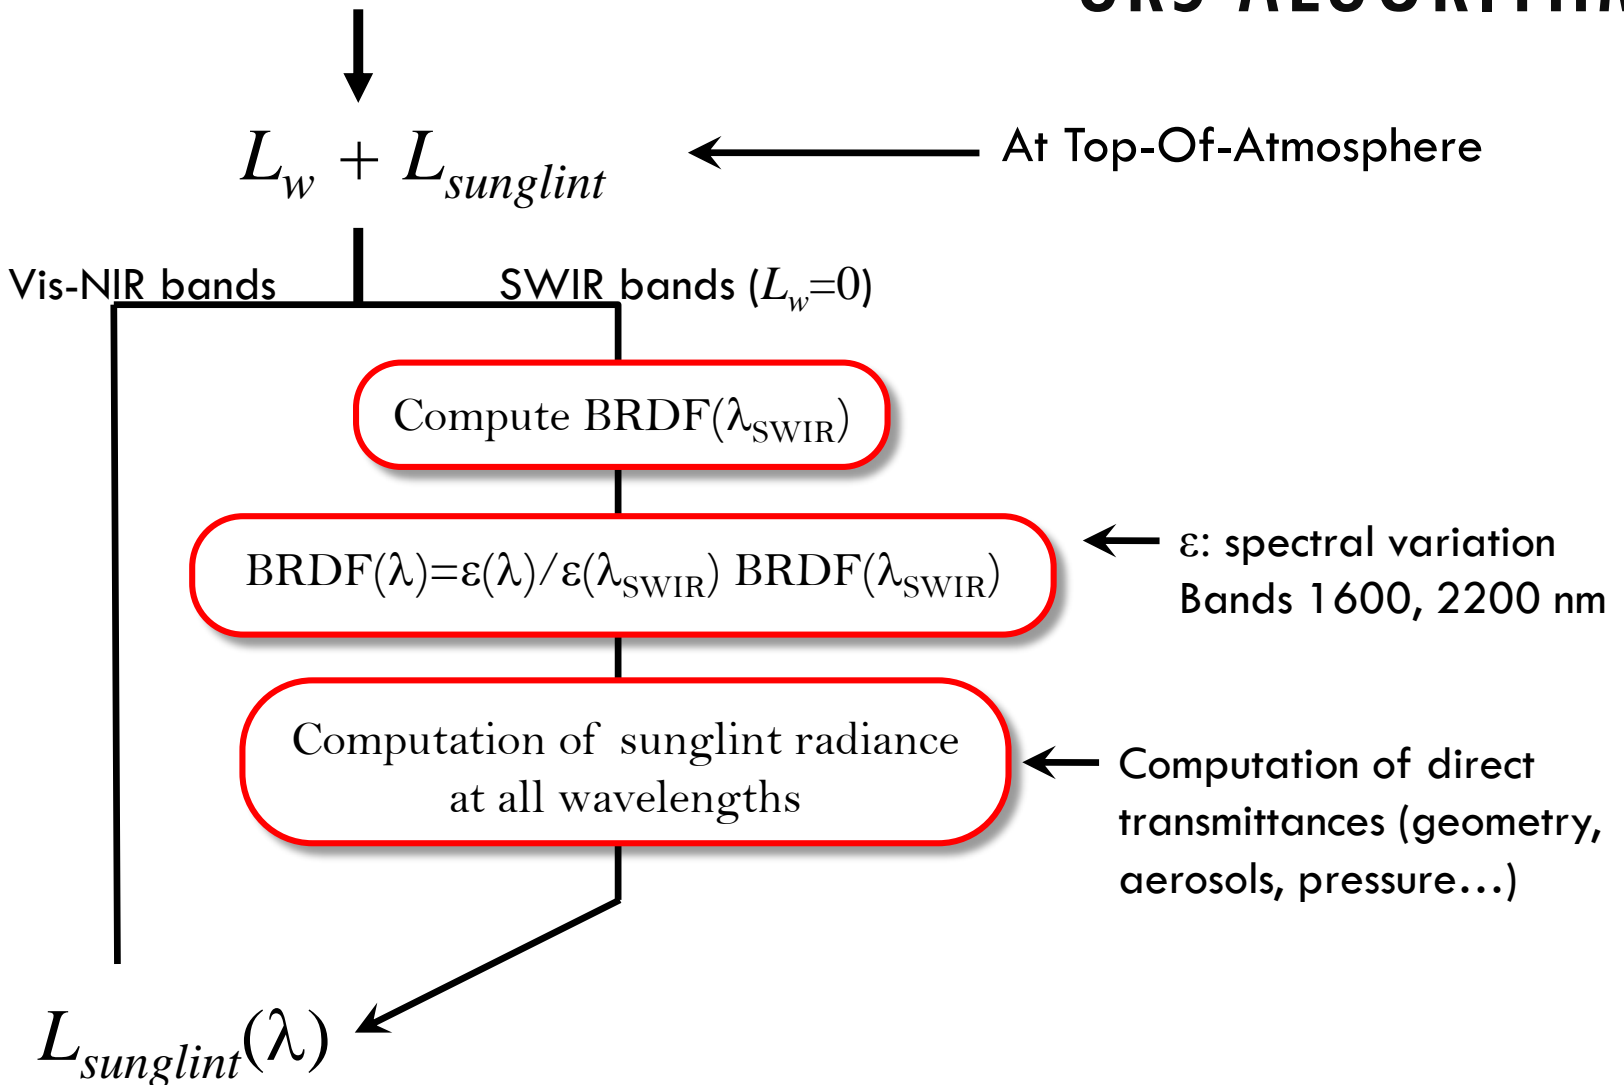 L_w + L_sunglint
At Top-Of-Atmosphere
Vis-NIR bands
SWIR bands (L_w=0)
Compute BRDF(λ_SWIR)
BRDF(λ)=ε(λ)/ε(λ_SWIR) BRDF(λ_SWIR)
ε: spectral variation
Bands 1600, 2200 nm
Computation of sunglint radiance
at all wavelengths
Computation of direct
transmittances (geometry,
aerosols, pressure…)
L_sunglint(λ)